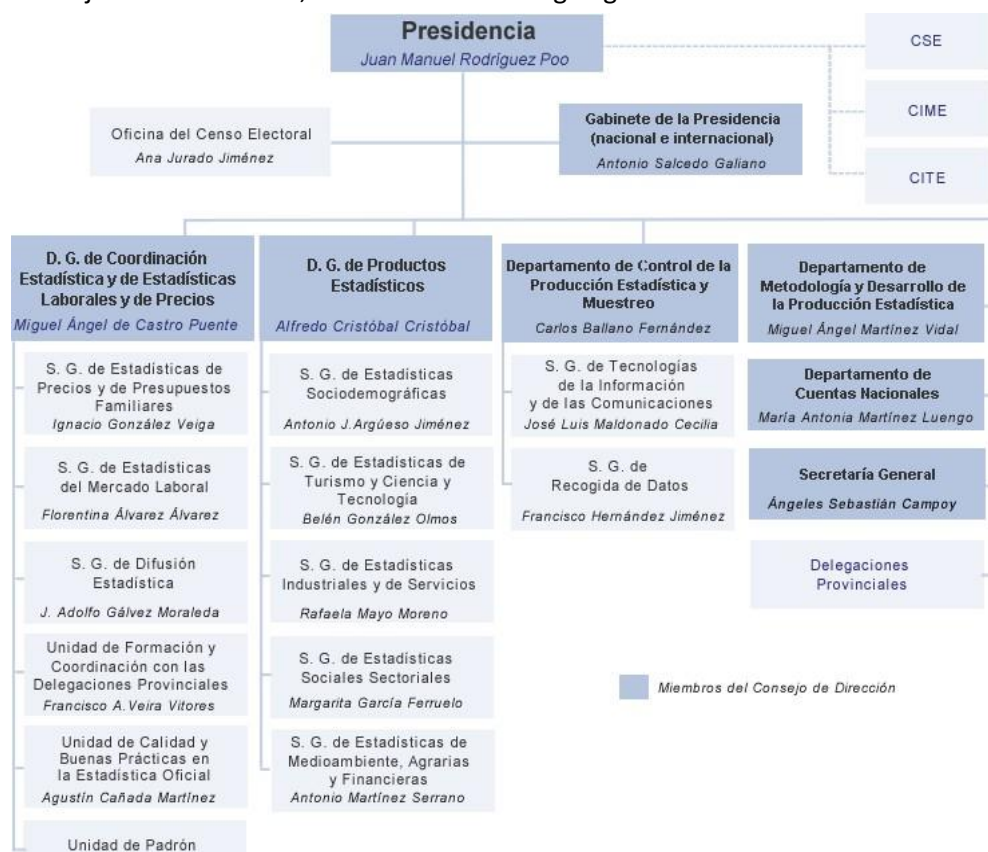 Presidencia
Juan Manuel Rodríguez Poo
CSE
CIME
CITE
Oficina del Censo Electoral
Ana Jurado Jiménez
Gabinete de la Presidencia
(nacional e internacional)
Antonio Salcedo Galiano
D. G. de Coordinación
Estadística y de Estadísticas
Laborales y de Precios
Miguel Ángel de Castro Puente
S. G. de Estadísticas de
Precios y de Presupuestos
Familiares
Ignacio González Veiga
S. G. de Estadísticas
del Mercado Laboral
Florentina Álvarez Álvarez
S. G. de Difusión
Estadística
J. Adolfo Gálvez Moraleda
Unidad de Formación y
Coordinación con las
Delegaciones Provinciales
Francisco A.Veira Vitores
Unidad de Calidad y
Buenas Prácticas en
la Estadística Oficial
Agustín Cañada Martínez
Unidad de Padrón
D. G. de Productos
Estadísticos
Alfredo Cristóbal Cristóbal
S. G. de Estadísticas
Sociodemográficas
Antonio J.Argüeso Jiménez
S. G. de Estadísticas de
Turismo y Ciencia y
Tecnología
Belén González Olmos
S. G. de Estadísticas
Industriales y de Servicios
Rafaela Mayo Moreno
S. G. de Estadísticas
Sociales Sectoriales
Margarita García Ferruelo
S. G. de Estadísticas de
Medioambiente, Agrarias
y Financieras
Antonio Martínez Serrano
Departamento de Control de la
Producción Estadística y
Muestreo
Carlos Ballano Fernández
S. G. de Tecnologías
de la Información
y de las Comunicaciones
José Luis Maldonado Cecilia
S. G. de
Recogida de Datos
Francisco Hernández Jiménez
Departamento de
Metodología y Desarrollo de
la Producción Estadística
Miguel Ángel Martínez Vidal
Departamento de
Cuentas Nacionales
María Antonia Martínez Luengo
Secretaría General
Ángeles Sebastián Campoy
Delegaciones
Provinciales
Miembros del Consejo de Dirección